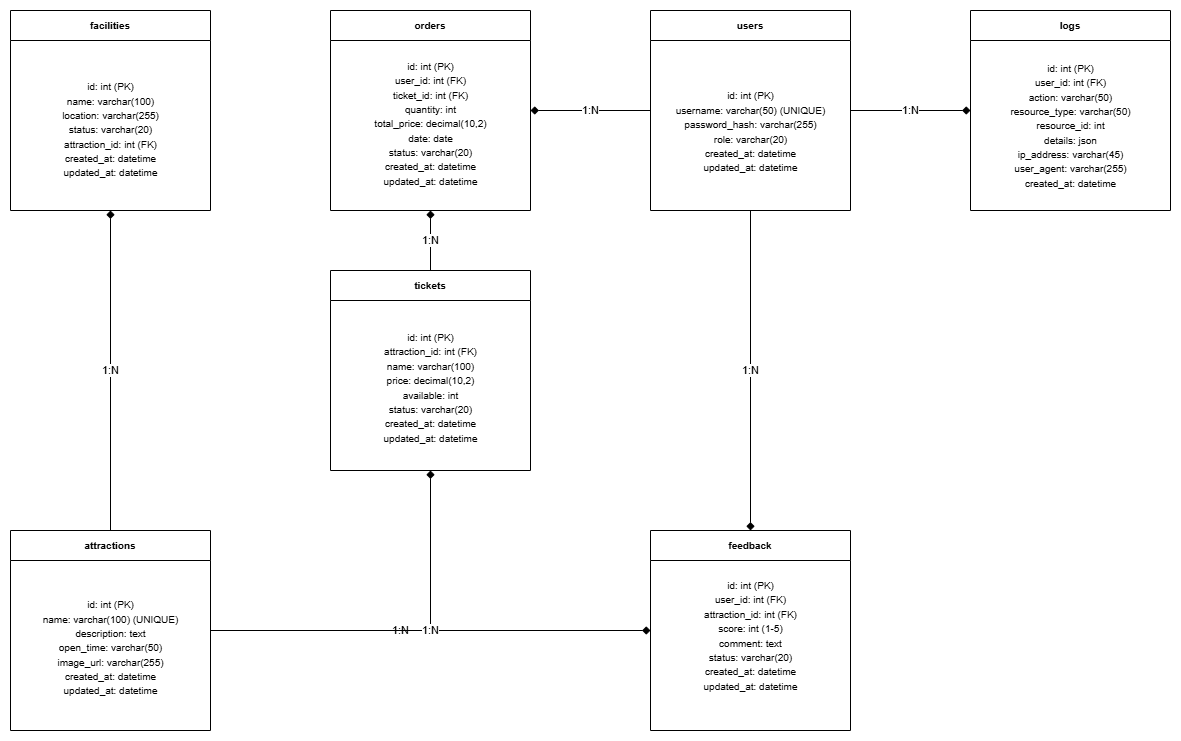 facilities
id: int (PK)
name: varchar(100)
location: varchar(255)
status: varchar(20)
attraction_id: int (FK)
created_at: datetime
updated_at: datetime
orders
id: int (PK)
user_id: int (FK)
ticket_id: int (FK)
quantity: int
total_price: decimal(10,2)
date: date
status: varchar(20)
created_at: datetime
updated_at: datetime
1:N
users
id: int (PK)
username: varchar(50) (UNIQUE)
password_hash: varchar(255)
role: varchar(20)
created_at: datetime
updated_at: datetime
1:N
logs
id: int (PK)
user_id: int (FK)
action: varchar(50)
resource_type: varchar(50)
resource_id: int
details: json
ip_address: varchar(45)
user_agent: varchar(255)
created_at: datetime
1:N
tickets
id: int (PK)
attraction_id: int (FK)
name: varchar(100)
price: decimal(10,2)
available: int
status: varchar(20)
created_at: datetime
updated_at: datetime
1:N
1:N
attractions
id: int (PK)
name: varchar(100) (UNIQUE)
description: text
open_time: varchar(50)
image_url: varchar(255)
created_at: datetime
updated_at: datetime
1:N
1:N
feedback
id: int (PK)
user_id: int (FK)
attraction_id: int (FK)
score: int (1-5)
comment: text
status: varchar(20)
created_at: datetime
updated_at: datetime